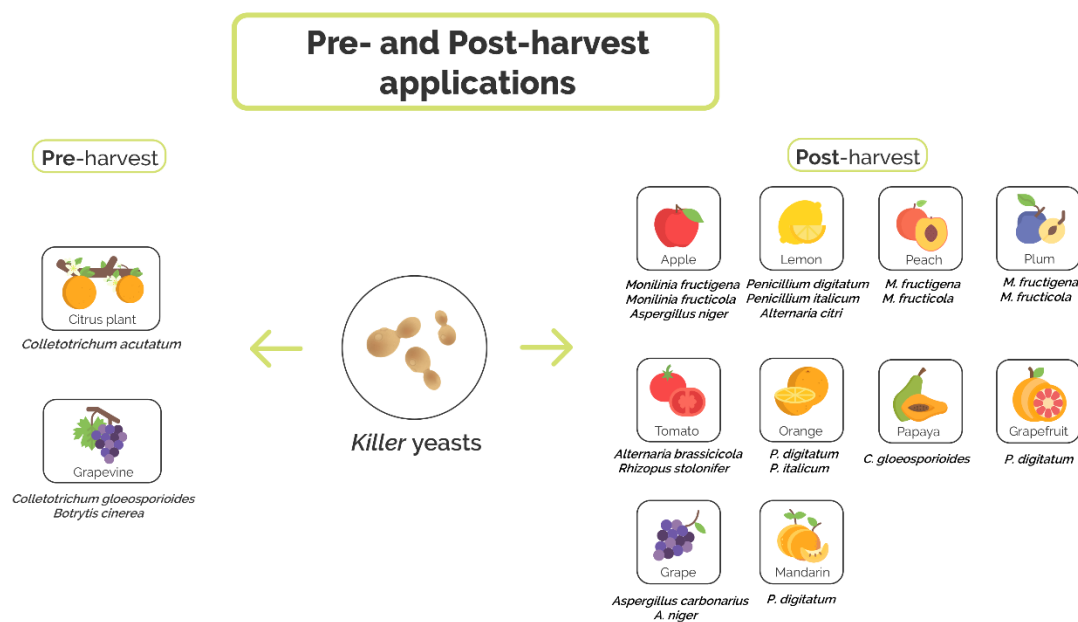 Pre- and Post-harvest
applications
Pre-harvest
Citrus plant
Colletotrichum acutatum
Grapevine
Colletotrichum gloeosporioides
Botrytis cinerea
Killer yeasts
Post-harvest
Apple
Monilinia fructigena
Monilinia fructicola
Aspergillus niger
Lemon
Penicillium digitatum
Penicillium italicum
Alternaria citri
Peach
M. fructigena
M. fructicola
Plum
M. fructigena
M. fructicola
Tomato
Alternaria brassicicola
Rhizopus stolonifer
Orange
P. digitatum
P. italicum
Papaya
C. gloeosporioides
Grapefruit
P. digitatum
Grape
Aspergillus carbonarius
A. niger
Mandarin
P. digitatum